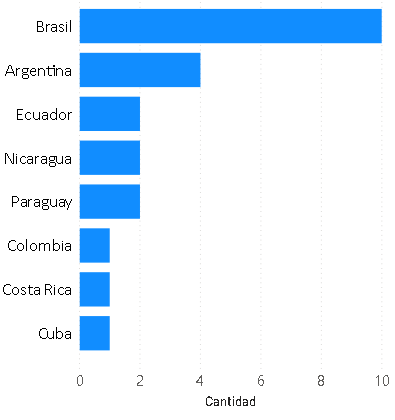 Brasil
Argentina
Ecuador
Nicaragua
Paraguay
Colombia
Costa Rica
Cuba
0 2 4 6 8 10
Cantidad